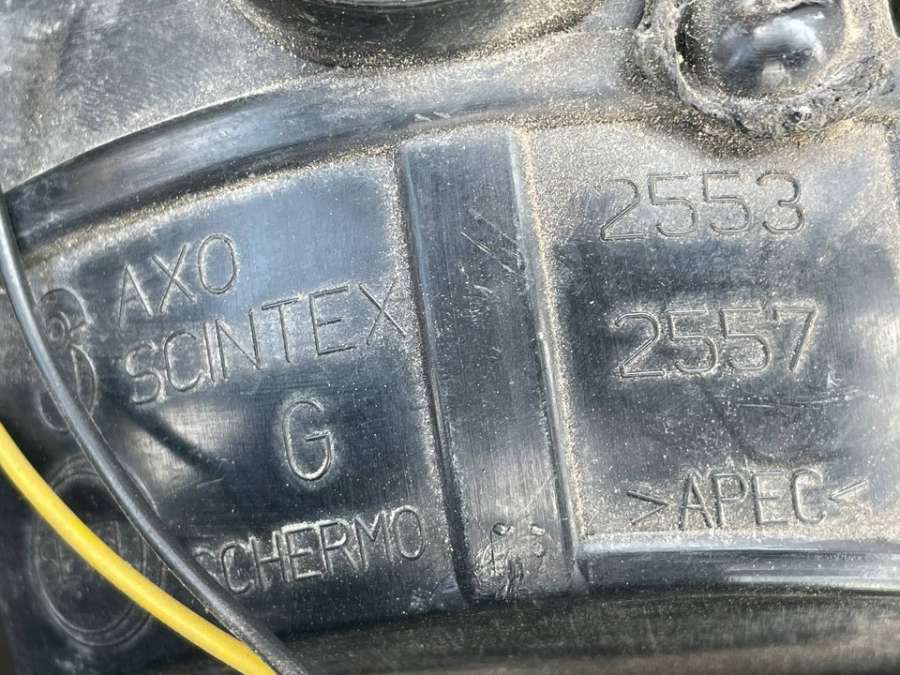 AXO
SCINTEX
G
SCHERMO
2553
2557
>APEC<